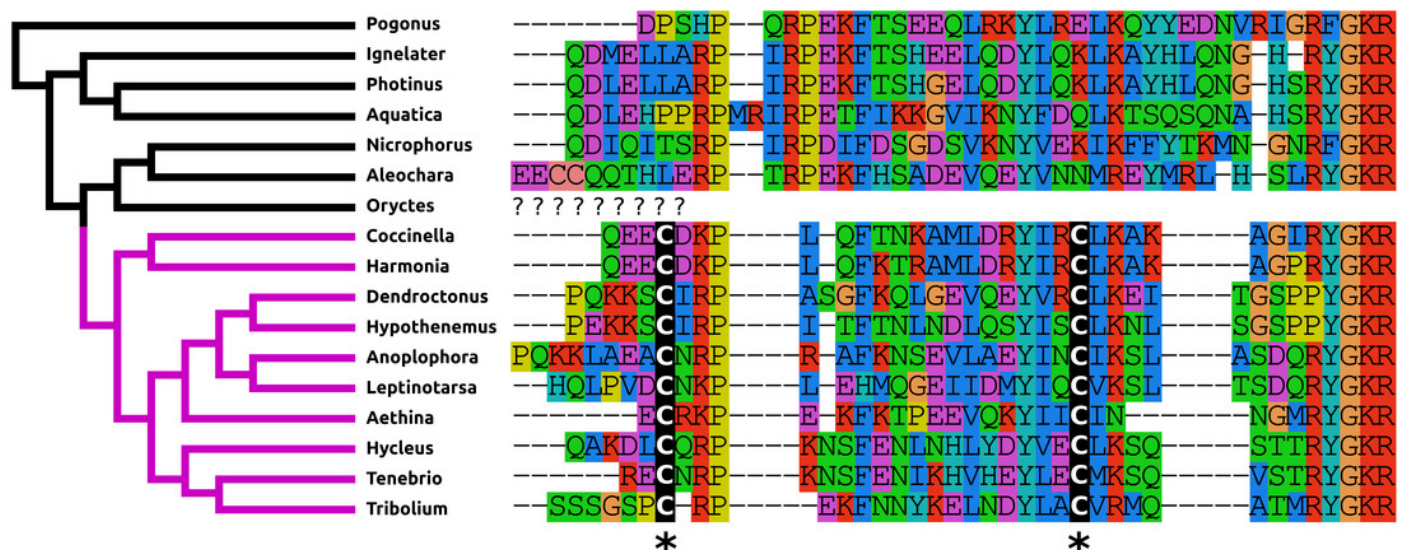 Pogonus -------DPSHP--QRPEKFTSEEQLRKYLRELKQYYEDNVRIGRFGKR
Ignelater ---QDMELLARP--IRPEKFTSHEELQDYLQKLKAYHLQNG-H-RYGKR
Photinus ---QDLELLARP--IRPEKFTSHGELQDYLQKLKAYHLQNG-HSRYGKR
Aquatica ---QDLEHPPRPMRIRPETFIKKGVIKNYFDQLKTSQSQNA-HSRYGKR
Nicrophorus ---QDIQITSRP--IRPDIFDSGDSVKNYVEKIKFFYTKMN-GNRFGKR
Aleochara EECCQQTHLERP--TRPEKFHSADEVQEYVNNMREYMRL-H-SLRYGKR
Oryctes ? ? ? ? ? ? ? ? ?
Coccinella -----QEECDKP----L-QFTNKAMLDRYIRCLKAK-----AGIRYGKR
Harmonia -----QEECDKP----L-QFKTRAMLDRYIRCLKAK-----AGPRYGKR
Dendroctonus ---PQKKSCIRP----ASGFKQLGEVQEYVRCLKEI----TGSPPYGKR
Hypothenemus ---PEKKSCIRP----I-TFTNLNDLQSYISCLKNL----SGSPPYGKR
Anoplophora PQKKLAEACNRP----R-AFKNSEVLAEYINCIKSL----ASDQRYGKR
Leptinotarsa --HQLPVDCNKP----L-EHMQGEIIDMYIQCVKSL----TSDQRYGKR
Aethina -------ECRKP----E-KFKTPEEVQKYIICIN-------NGMRYGKR
Hycleus ---QAKDLCQRP----KNSFENLNHLYDYVECLKSQ-----STTRYGKR
Tenebrio ------RECNRP----KNSFENIKHVHEYLECMKSQ-----VSTRYGKR
Tribolium --SSSGSPC-RP-----EKFNNYKELNDYLACVRMQ-----ATMRYGKR
* *